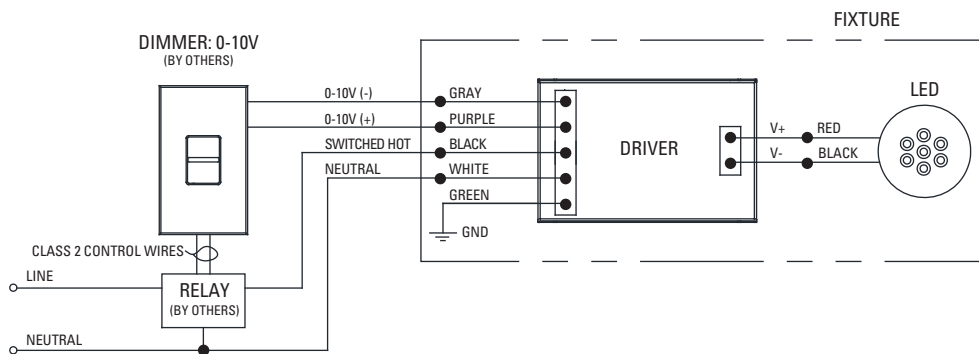 FIXTURE
DIMMER: 0-10V
(BY OTHERS)
0-10V (-)
GRAY
0-10V (+)
PURPLE
SWITCHED HOT
BLACK
NEUTRAL
WHITE
GREEN
GND
DRIVER
LED
V+
RED
V-
BLACK
CLASS 2 CONTROL WIRES
LINE
RELAY
(BY OTHERS)
NEUTRAL